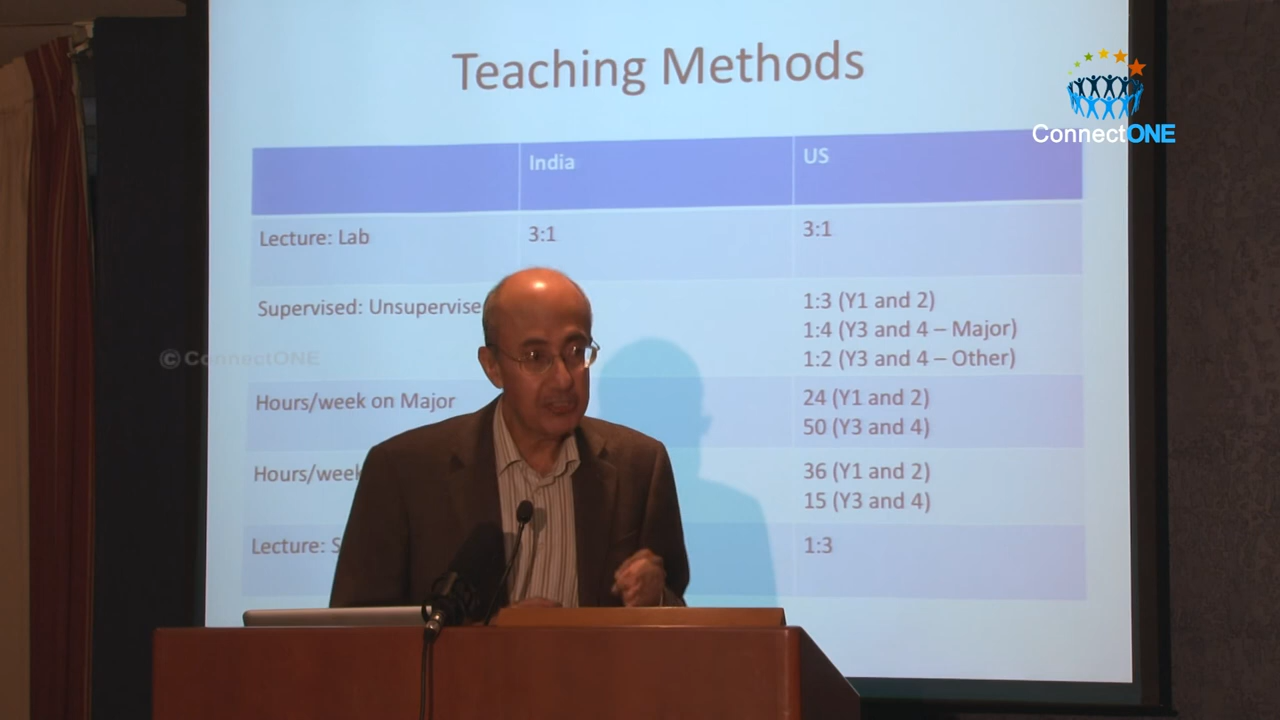 Teaching Methods
ConnectONE
India US
Lecture: Lab 3:1 3:1
Supervised: Unsupervise 1:3 (Y1 and 2)
1:4 (Y3 and 4 – Major)
© ConnectONE 1:2 (Y3 and 4 – Other)
Hours/week on Major 24 (Y1 and 2)
50 (Y3 and 4)
Hours/week 36 (Y1 and 2)
15 (Y3 and 4)
Lecture: S 1:3